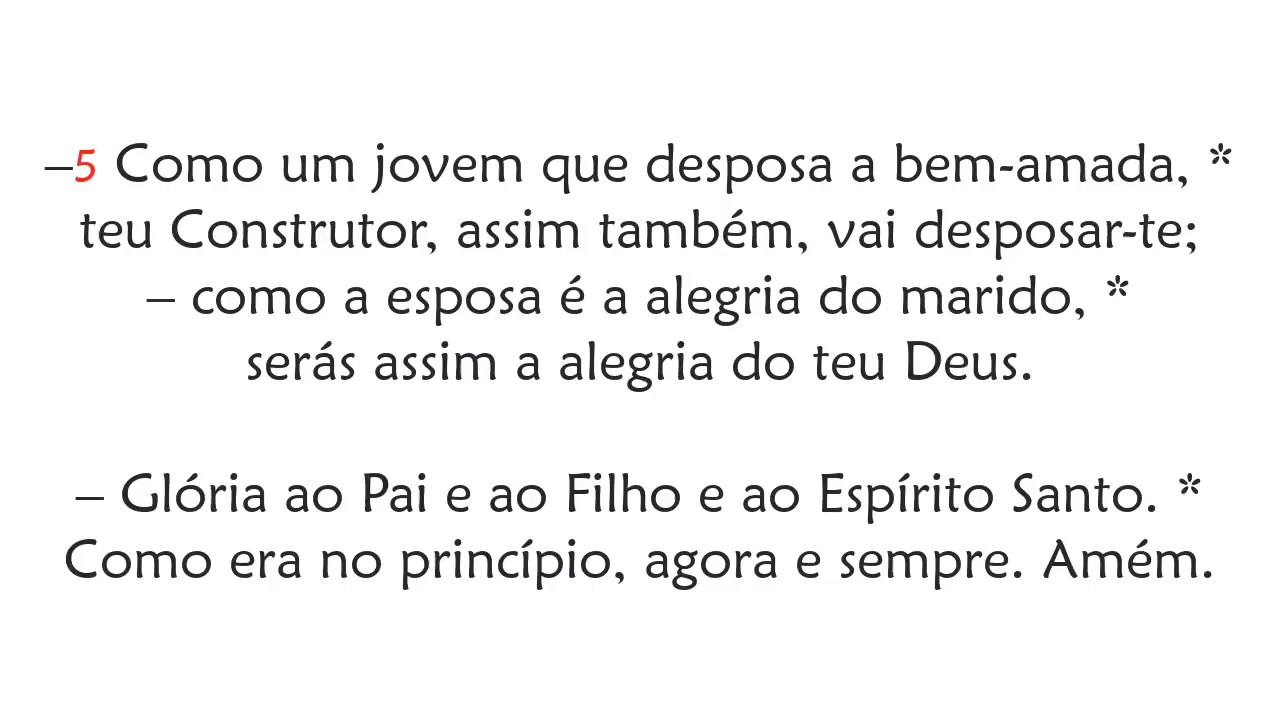 –5 Como um jovem que desposa a bem-amada, *
teu Construtor, assim também, vai desposar-te;
– como a esposa é a alegria do marido, *
serás assim a alegria do teu Deus.
– Glória ao Pai e ao Filho e ao Espírito Santo. *
Como era no princípio, agora e sempre. Amém.